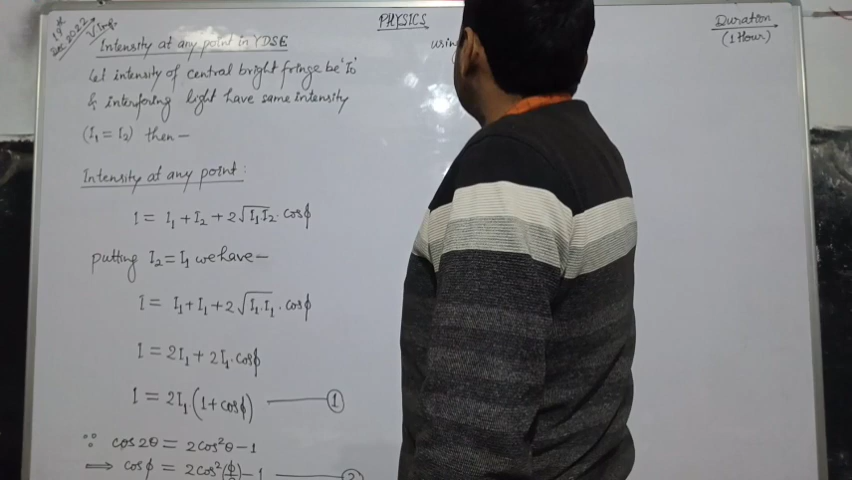 19th Dec 2022
V. Imp.
PHYSICS
Duration
(1 Hour)
Intensity at any point in YDSE
Let intensity of central bright fringe be 'I₀'
& interfering light have same intensity
(I₁ = I₂) then —
Intensity at any point :
I = I₁ + I₂ + 2√I₁I₂ · cosϕ
putting I₂ = I₁ we have —
I = I₁ + I₁ + 2√I₁.I₁ . cosϕ
I = 2I₁ + 2I₁.cosϕ
I = 2I₁(1+cosϕ) —— ①
∵ cos2θ = 2cos²θ − 1
⟹ cosϕ = 2cos²(ϕ/2) − 1 —— ②
using